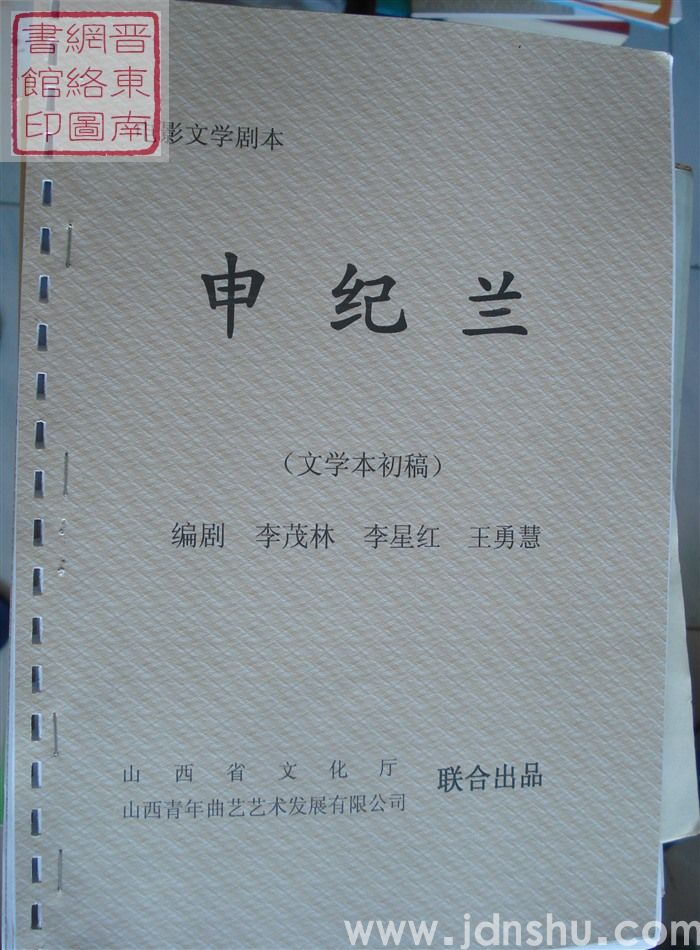 晋东南
網絡圖
書館印
电影文学剧本
申纪兰
（文学本初稿）
编剧 李茂林 李星红 王勇慧
山西省文化厅
山西青年曲艺艺术发展有限公司
联合出品
www.jdnshu.com